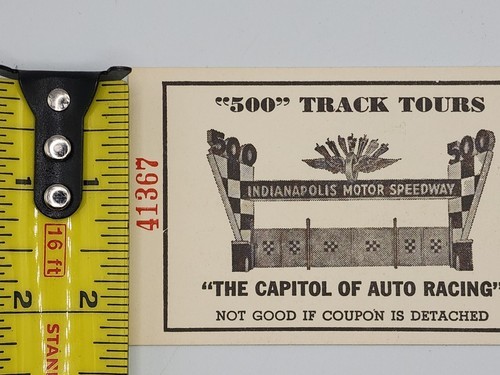 "500" TRACK TOURS
500 500
INDIANAPOLIS MOTOR SPEEDWAY
"THE CAPITOL OF AUTO RACING"
NOT GOOD IF COUPON IS DETACHED
41367
1 1
16 ft
2 2
STAN